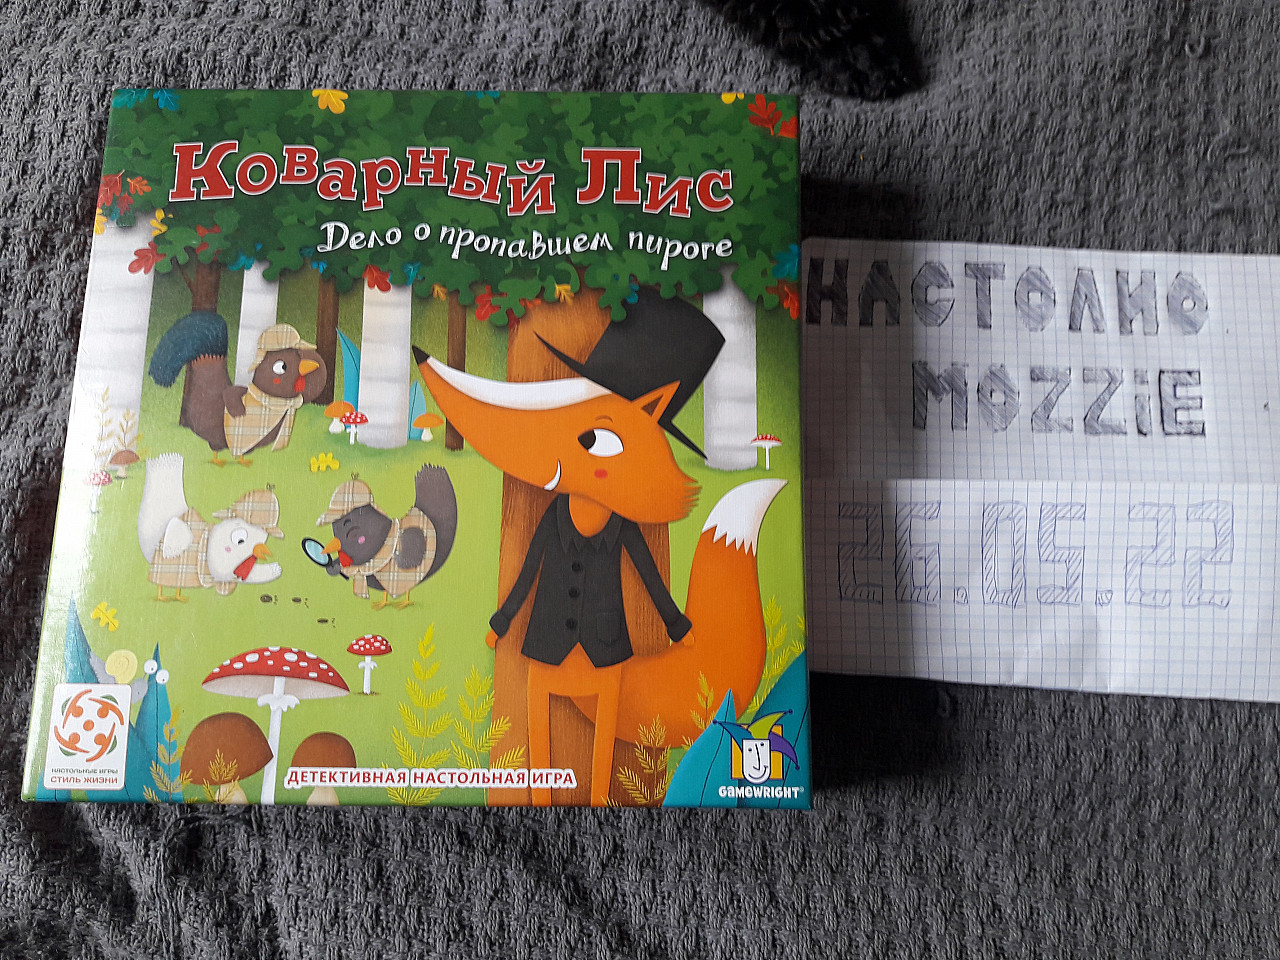 Коварный Лис
Дело о пропавшем пироге
НАСТОЛЬНЫЕ ИГРЫ
СТИЛЬ ЖИЗНИ
ДЕТЕКТИВНАЯ НАСТОЛЬНАЯ ИГРА
GAMEWRIGHT®
НАСТОЛИО
MOZZiE
26.05.22